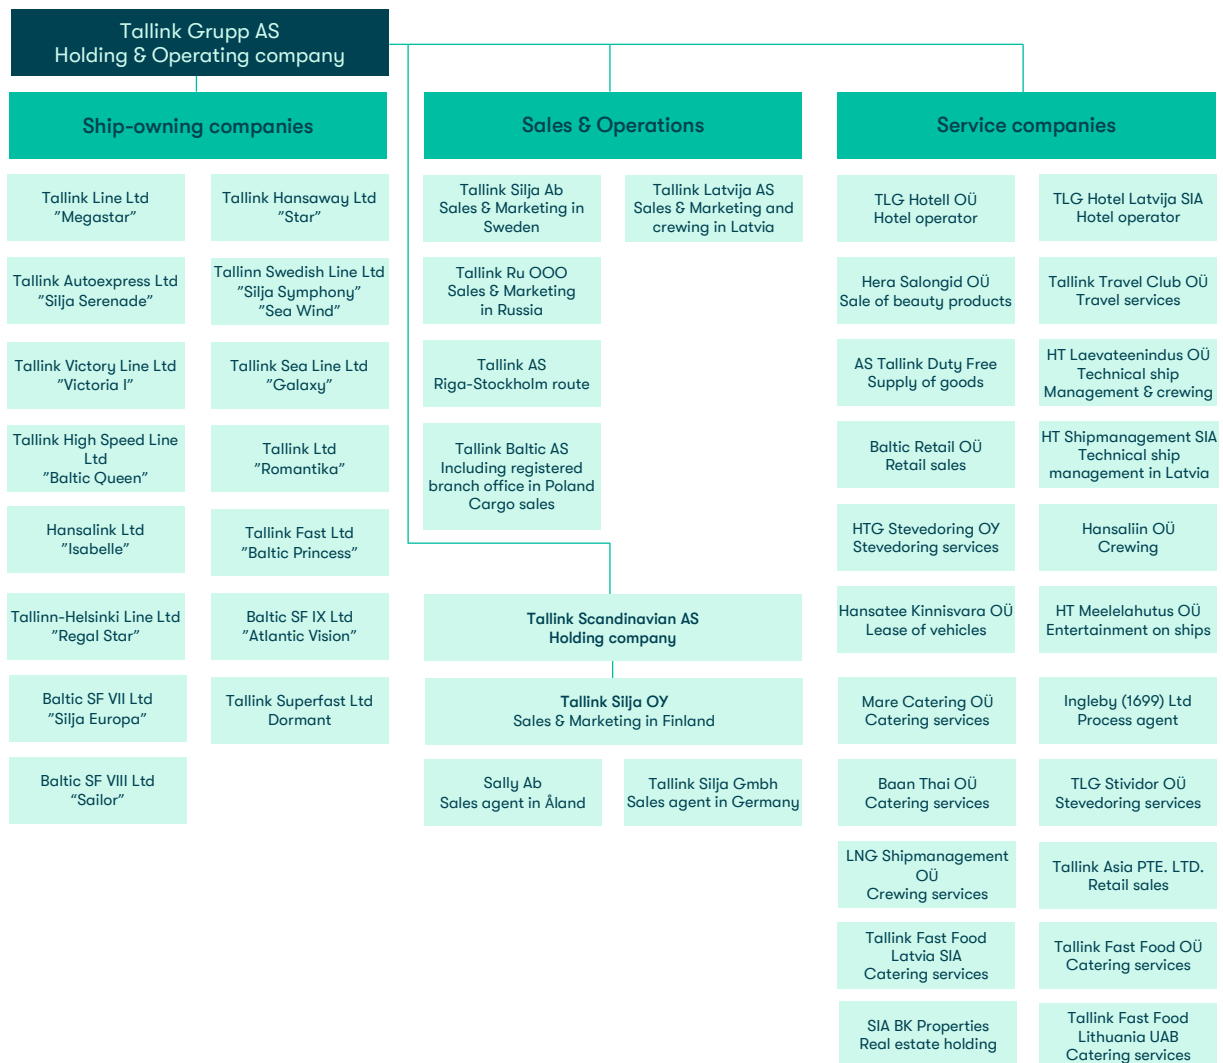 Tallink Grupp AS
Holding & Operating company
Ship-owning companies
Tallink Line Ltd
"Megastar"
Tallink Hansaway Ltd
"Star"
Tallink Autoexpress Ltd
"Silja Serenade"
Tallinn Swedish Line Ltd
"Silja Symphony"
"Sea Wind"
Tallink Victory Line Ltd
"Victoria I"
Tallink Sea Line Ltd
"Galaxy"
Tallink High Speed Line
Ltd
"Baltic Queen"
Tallink Ltd
"Romantika"
Hansalink Ltd
"Isabelle"
Tallink Fast Ltd
"Baltic Princess"
Tallinn-Helsinki Line Ltd
"Regal Star"
Baltic SF IX Ltd
"Atlantic Vision"
Baltic SF VII Ltd
"Silja Europa"
Tallink Superfast Ltd
Dormant
Baltic SF VIII Ltd
"Sailor"
Sales & Operations
Tallink Silja Ab
Sales & Marketing in
Sweden
Tallink Latvija AS
Sales & Marketing and
crewing in Latvia
Tallink Ru OOO
Sales & Marketing
in Russia
Tallink AS
Riga-Stockholm route
Tallink Baltic AS
Including registered
branch office in Poland
Cargo sales
Tallink Scandinavian AS
Holding company
Tallink Silja OY
Sales & Marketing in Finland
Sally Ab
Sales agent in Åland
Tallink Silja Gmbh
Sales agent in Germany
Service companies
TLG Hotell OÜ
Hotel operator
TLG Hotel Latvija SIA
Hotel operator
Hera Salongid OÜ
Sale of beauty products
Tallink Travel Club OÜ
Travel services
AS Tallink Duty Free
Supply of goods
HT Laevateenindus OÜ
Technical ship
Management & crewing
Baltic Retail OÜ
Retail sales
HT Shipmanagement SIA
Technical ship
management in Latvia
HTG Stevedoring OY
Stevedoring services
Hansaliin OÜ
Crewing
Hansatee Kinnisvara OÜ
Lease of vehicles
HT Meelelahutus OÜ
Entertainment on ships
Mare Catering OÜ
Catering services
Ingleby (1699) Ltd
Process agent
Baan Thai OÜ
Catering services
TLG Stividor OÜ
Stevedoring services
LNG Shipmanagement
OÜ
Crewing services
Tallink Asia PTE. LTD.
Retail sales
Tallink Fast Food
Latvia SIA
Catering services
Tallink Fast Food OÜ
Catering services
SIA BK Properties
Real estate holding
Tallink Fast Food
Lithuania UAB
Catering services